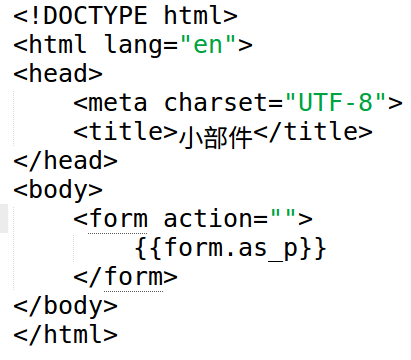 <!DOCTYPE html>
<html lang="en">
<head>
    <meta charset="UTF-8">
    <title>小部件</title>
</head>
<body>
    <form action="">
        {{form.as_p}}
    </form>
</body>
</html>